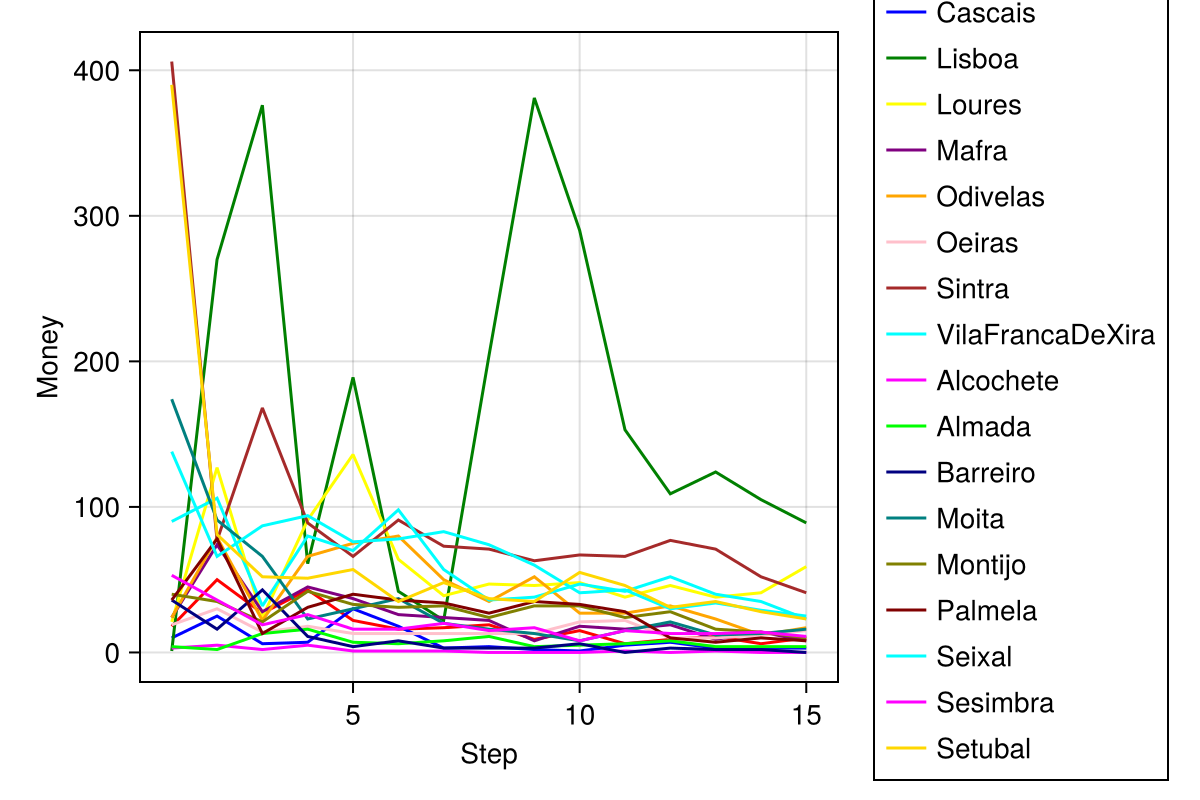 400
300
200
100
0
5
10
15
Money
Step
Cascais
Lisboa
Loures
Mafra
Odivelas
Oeiras
Sintra
VilaFrancaDeXira
Alcochete
Almada
Barreiro
Moita
Montijo
Palmela
Seixal
Sesimbra
Setubal